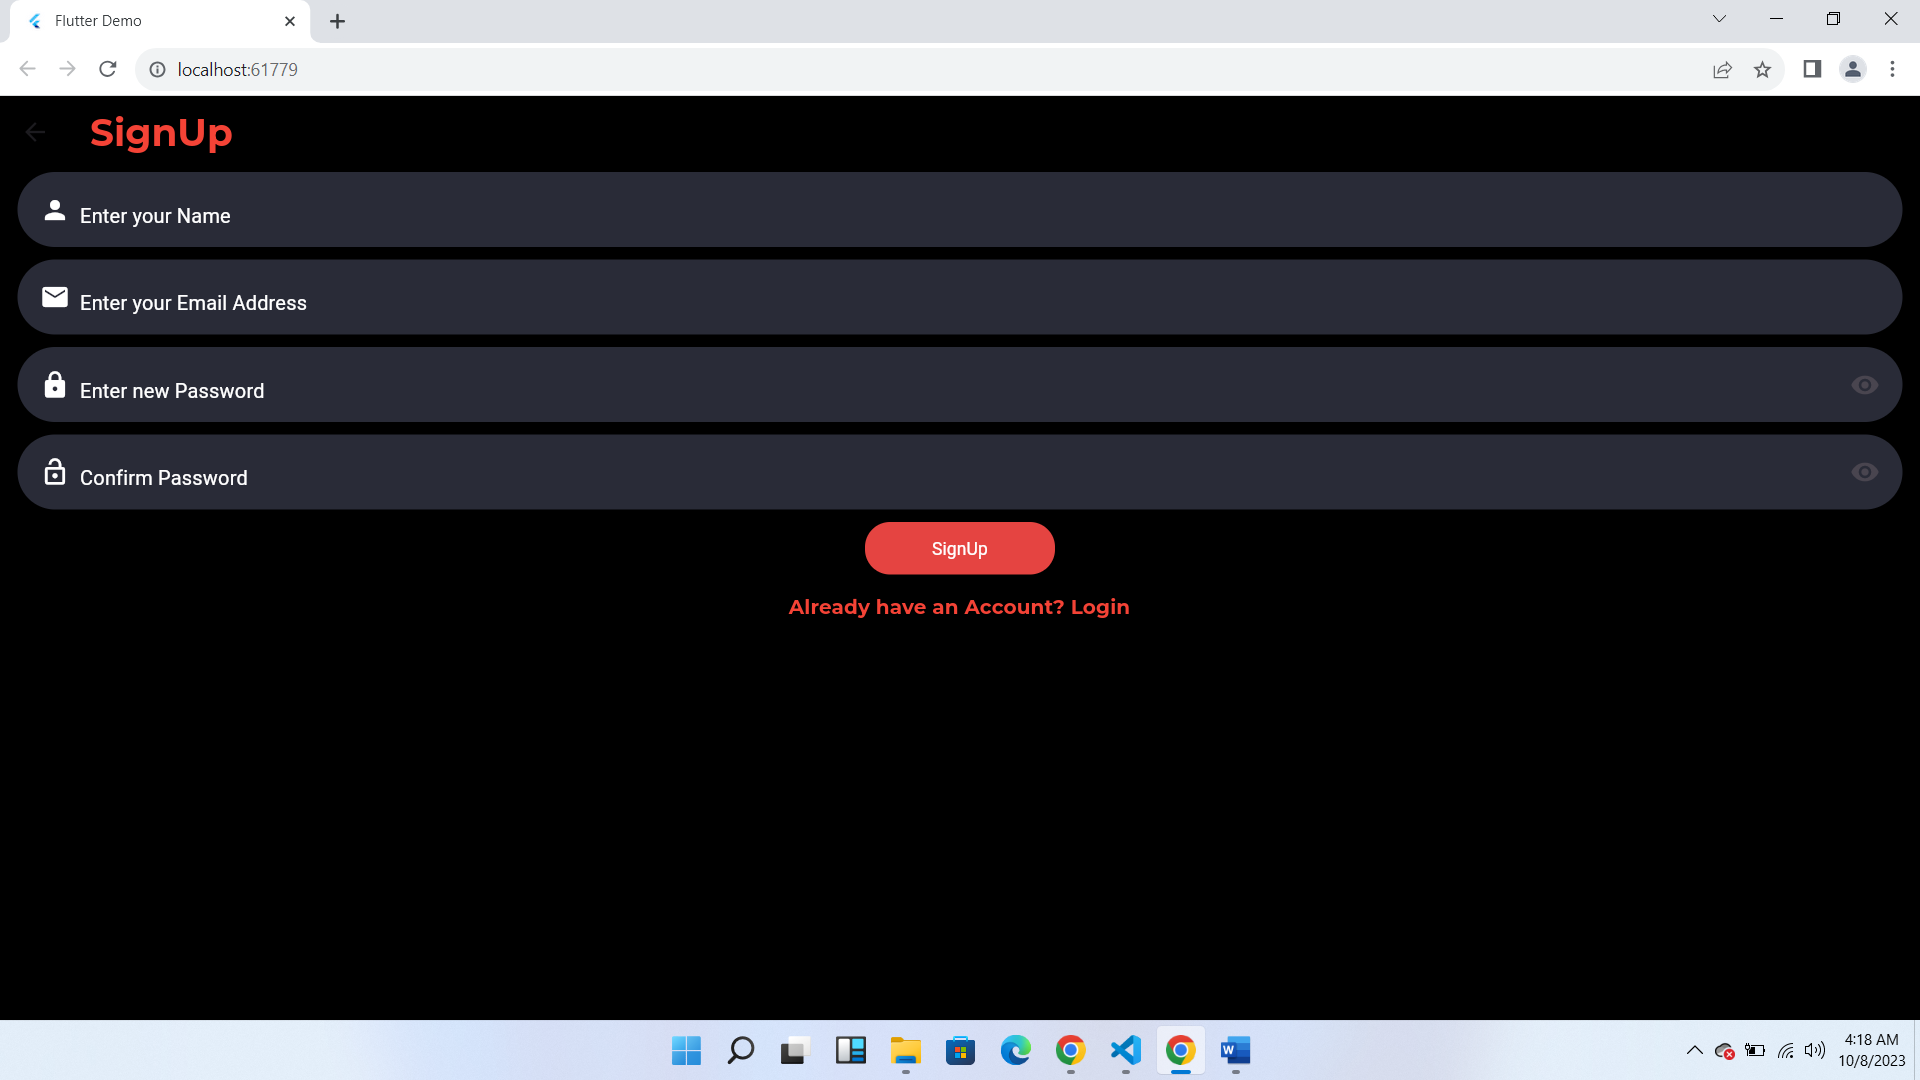 Flutter Demo
localhost:61779
SignUp
Enter your Name
Enter your Email Address
Enter new Password
Confirm Password
SignUp
Already have an Account? Login
W
4:18 AM
10/8/2023